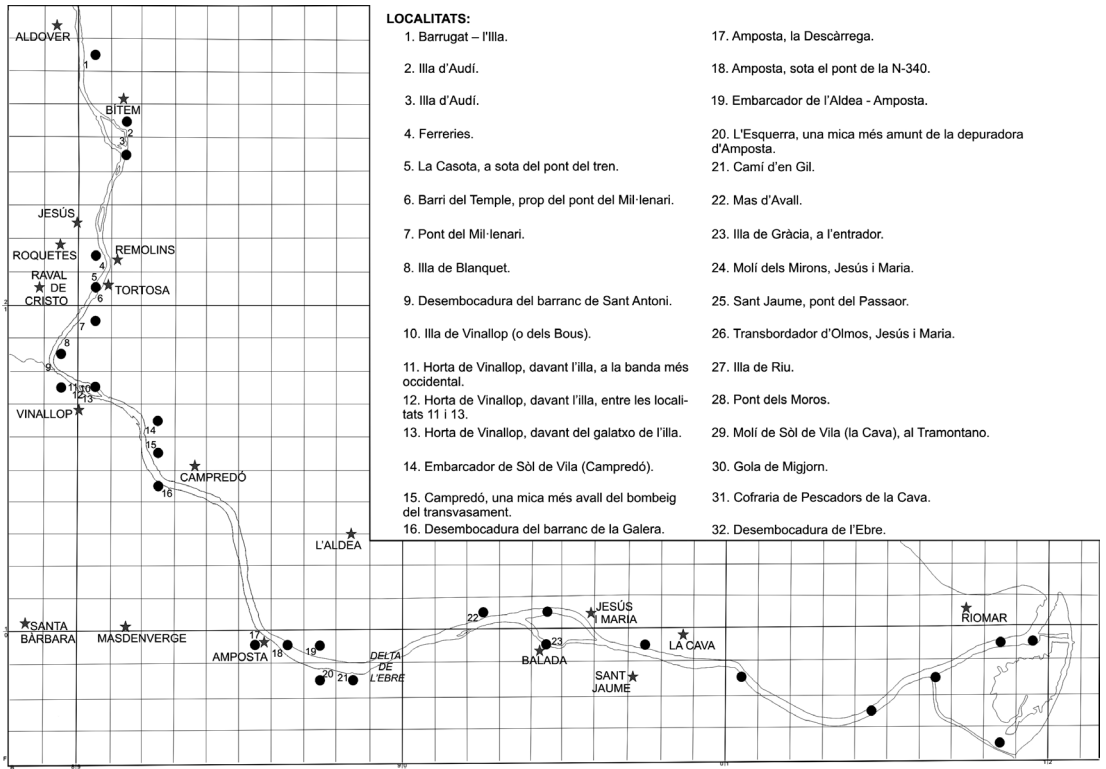 LOCALITATS:
1. Barrugat – l'Illa.
2. Illa d'Audí.
3. Illa d'Audí.
4. Ferreries.
5. La Casota, a sota del pont del tren.
6. Barri del Temple, prop del pont del Mil·lenari.
7. Pont del Mil·lenari.
8. Illa de Blanquet.
9. Desembocadura del barranc de Sant Antoni.
10. Illa de Vinallop (o dels Bous).
11. Horta de Vinallop, davant l'illa, a la banda més
occidental.
12. Horta de Vinallop, davant l'illa, entre les locali-
tats 11 i 13.
13. Horta de Vinallop, davant del galatxo de l'illa.
14. Embarcador de Sòl de Vila (Campredó).
15. Campredó, una mica més avall del bombeig
del transvasament.
16. Desembocadura del barranc de la Galera.
17. Amposta, la Descàrrega.
18. Amposta, sota el pont de la N-340.
19. Embarcador de l'Aldea - Amposta.
20. L'Esquerra, una mica més amunt de la depuradora
d'Amposta.
21. Camí d'en Gil.
22. Mas d'Avall.
23. Illa de Gràcia, a l'entrador.
24. Molí dels Mirons, Jesús i Maria.
25. Sant Jaume, pont del Passaor.
26. Transbordador d'Olmos, Jesús i Maria.
27. Illa de Riu.
28. Pont dels Moros.
29. Molí de Sòl de Vila (la Cava), al Tramontano.
30. Gola de Migjorn.
31. Cofraria de Pescadors de la Cava.
32. Desembocadura de l'Ebre.
ALDOVER
1
BÍTEM
2
3
JESÚS
ROQUETES
REMOLINS
4
RAVAL
DE
CRISTO
5
TORTOSA
6
7
8
9
11
10
12
13
VINALLOP
14
15
CAMPREDÓ
16
L'ALDEA
SANTA
BÀRBARA
MASDENVERGE
17
AMPOSTA
18
19
20
21
DELTA
DE
L'EBRE
22
JESÚS
I MARIA
23
BALADA
LA CAVA
SANT
JAUME
RIOMAR